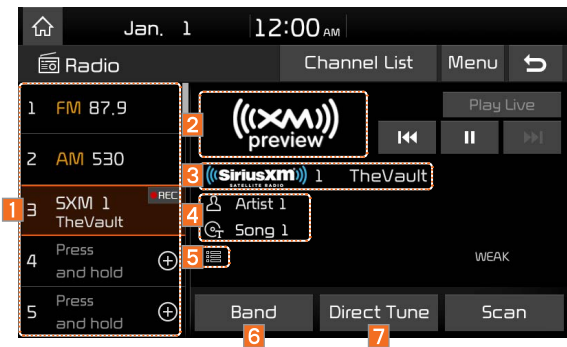 Jan. 1 12:00 AM
Radio Channel List Menu
1 FM 87.9
2 AM 530
3 SXM 1 REC
TheVault
4 Press
and hold
5 Press
and hold
1
2
((XM))
preview
Play Live
3 ((SiriusXM)) 1 TheVault
SATELLITE RADIO
4
Artist 1
Song 1
5
WEAK
Band Direct Tune Scan
6 7